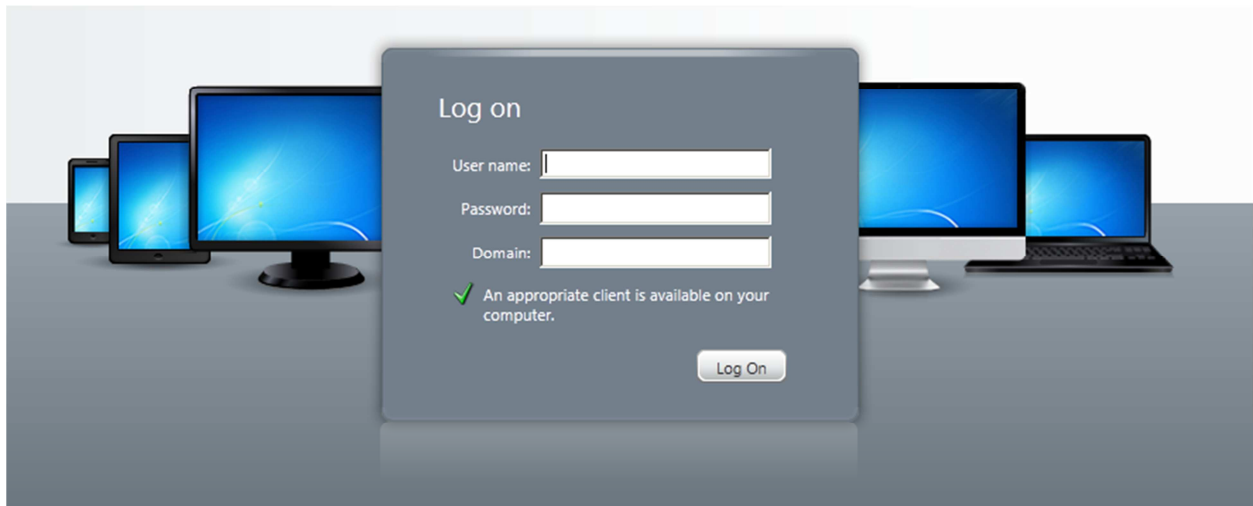 Log on
User name:
Password:
Domain:
An appropriate client is available on your
computer.
Log On